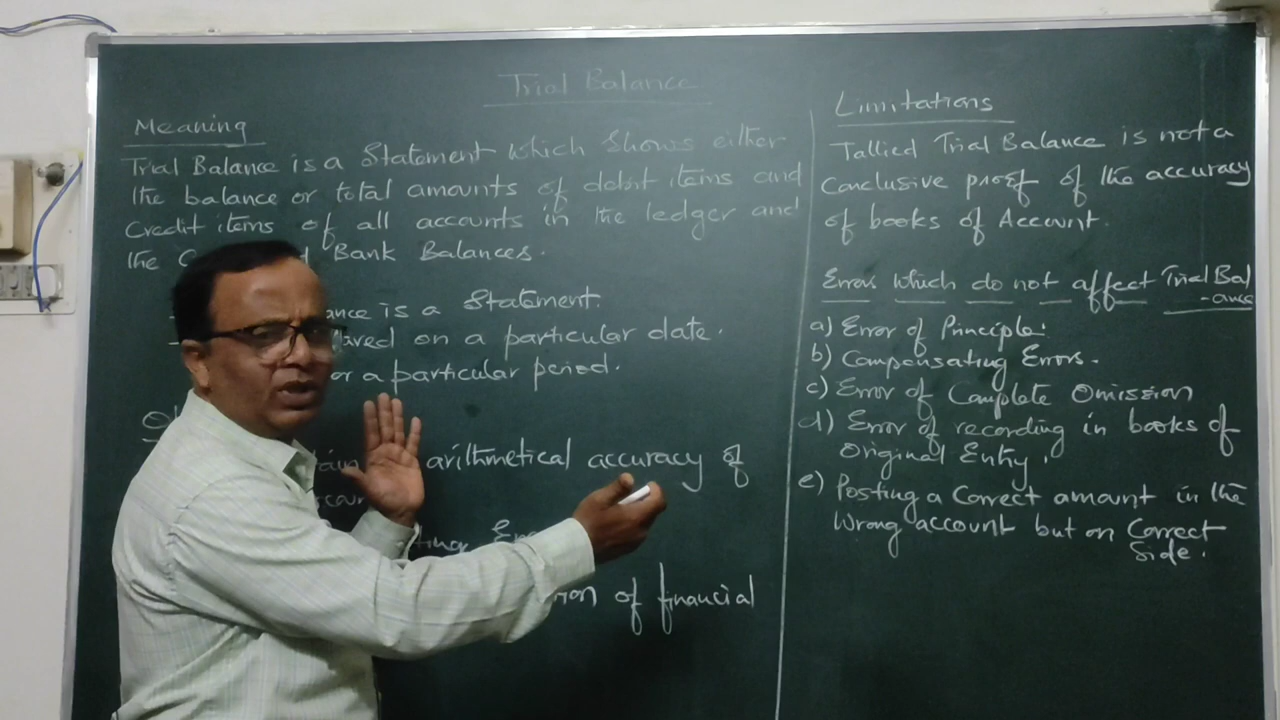 Trial Balance
Meaning
Trial Balance is a Statement Which Shows either
the balance or total amounts of debit items and
Credit items of all accounts in the ledger and
the Bank Balances.
is a Statement.
on a particular date.
or a particular period.
arithmetical accuracy of
of financial
Limitations
Tallied Trial Balance is not a
Conclusive proof of the accuracy
of books of Account.
Errors Which do not affect Trial Bal
-ance
a) Error of Principle.
b) Compensating Errors.
c) Error of Complete Omission
d) Error of recording in books of
Original Entry.
e) Posting a Correct amount in the
Wrong account but on Correct
Side.